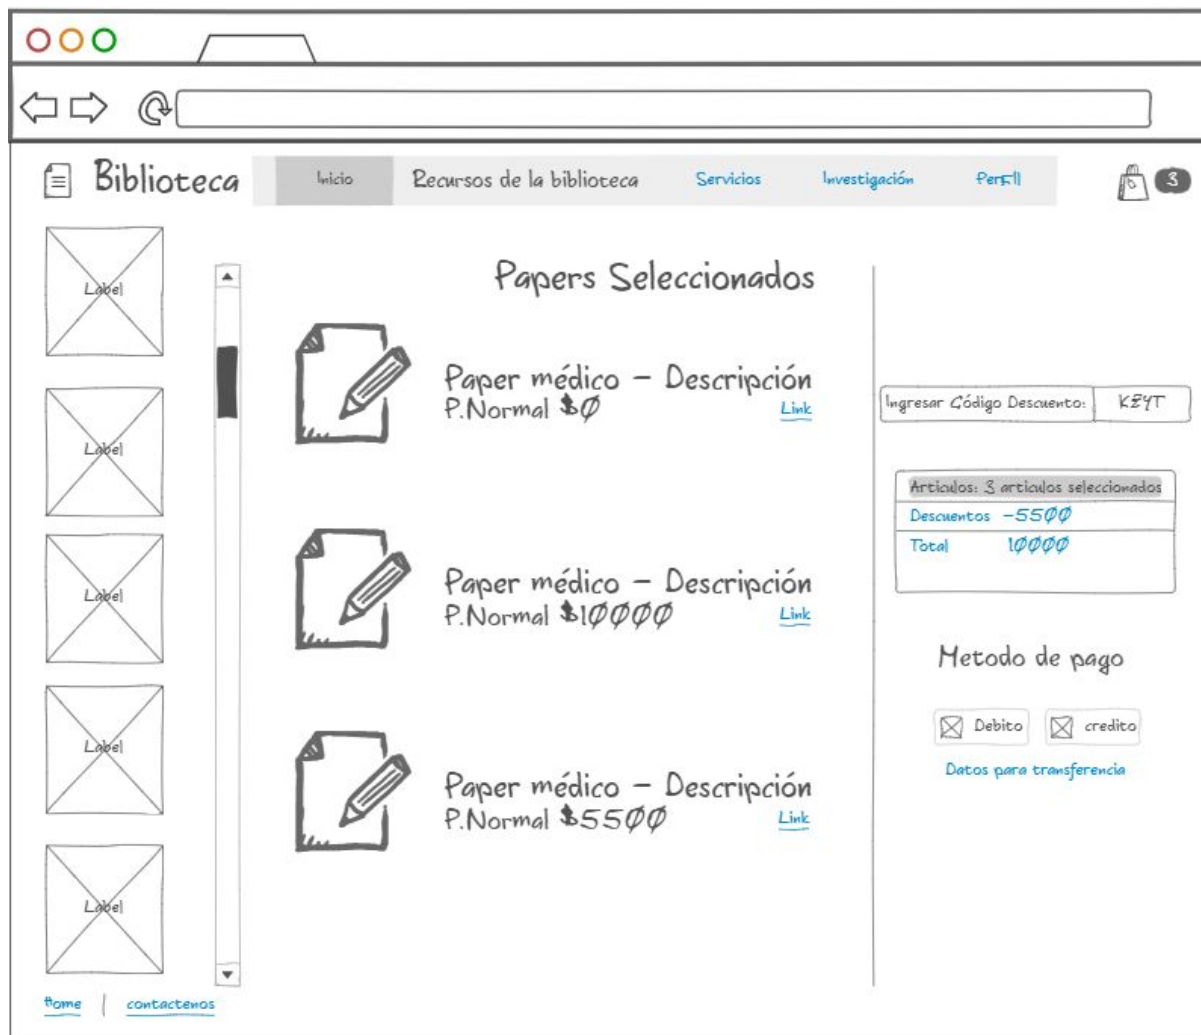 Biblioteca
Inicio
Recursos de la biblioteca
Servicios
Investigación
Perfil
3
Label
Label
Label
Label
Label
Papers Seleccionados
Paper médico – Descripción
P.Normal $0
Link
Paper médico – Descripción
P.Normal $10000
Link
Paper médico – Descripción
P.Normal $5500
Link
Ingresar Código Descuento:
Articulos: 3 articulos seleccionados
Descuentos -5500
Total 10000
Metodo de pago
Debito
credito
Datos para transferencia
Home | contactenos